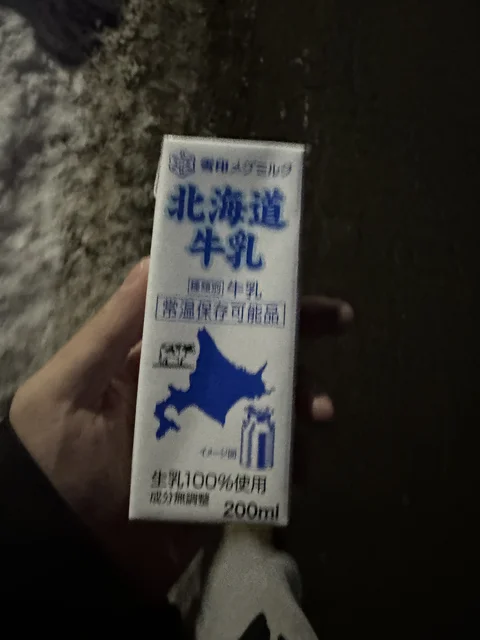 雪印メグミルク
北海道
牛乳
種類別 牛乳
常温保存可能品
イメージ図
生乳100%使用
成分無調整
200ml